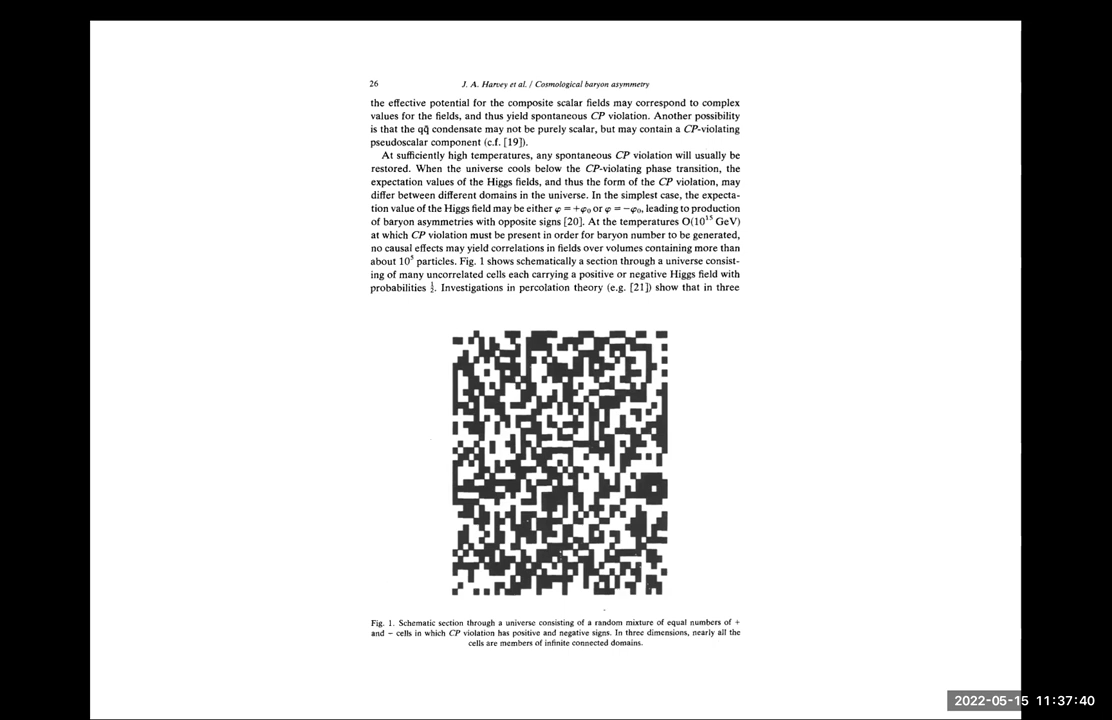 26
J. A. Harvey et al. / Cosmological baryon asymmetry
the effective potential for the composite scalar fields may correspond to complex
values for the fields, and thus yield spontaneous CP violation. Another possibility
is that the qq̄ condensate may not be purely scalar, but may contain a CP-violating
pseudoscalar component (c.f. [19]).
At sufficiently high temperatures, any spontaneous CP violation will usually be
restored. When the universe cools below the CP-violating phase transition, the
expectation values of the Higgs fields, and thus the form of the CP violation, may
differ between different domains in the universe. In the simplest case, the expecta-
tion value of the Higgs field may be either φ = +φ₀ or φ = −φ₀, leading to production
of baryon asymmetries with opposite signs [20]. At the temperatures O(10¹⁵ GeV)
at which CP violation must be present in order for baryon number to be generated,
no causal effects may yield correlations in fields over volumes containing more than
about 10⁵ particles. Fig. 1 shows schematically a section through a universe consist-
ing of many uncorrelated cells each carrying a positive or negative Higgs field with
probabilities ½. Investigations in percolation theory (e.g. [21]) show that in three
Fig. 1. Schematic section through a universe consisting of a random mixture of equal numbers of +
and − cells in which CP violation has positive and negative signs. In three dimensions, nearly all the
cells are members of infinite connected domains.
2022-05-15 11:37:40